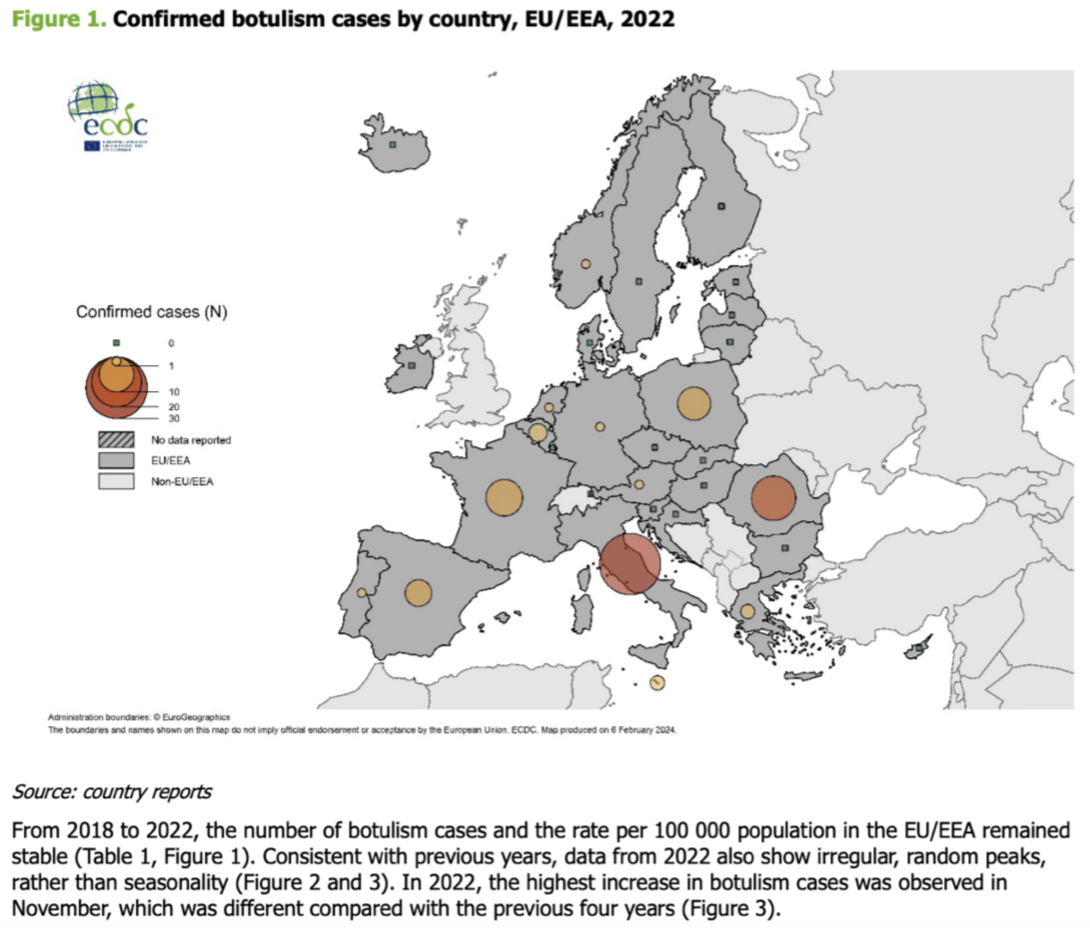 Figure 1. Confirmed botulism cases by country, EU/EEA, 2022
ecdc
Confirmed cases (N)
0
1
10
20
30
No data reported
EU/EEA
Non-EU/EEA
Administration boundaries: © EuroGeographics
The boundaries and names shown on this map do not imply official endorsement or acceptance by the European Union. ECDC. Map produced on 6 February 2024.
Source: country reports
From 2018 to 2022, the number of botulism cases and the rate per 100 000 population in the EU/EEA remained
stable (Table 1, Figure 1). Consistent with previous years, data from 2022 also show irregular, random peaks,
rather than seasonality (Figure 2 and 3). In 2022, the highest increase in botulism cases was observed in
November, which was different compared with the previous four years (Figure 3).